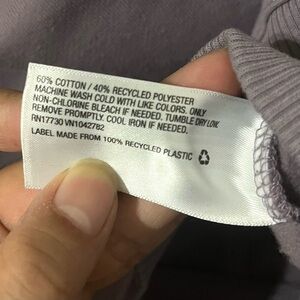 60% COTTON / 40% RECYCLED POLYESTER
MACHINE WASH COLD WITH LIKE COLORS. ONLY
NON-CHLORINE BLEACH IF NEEDED. TUMBLE DRY LOW.
REMOVE PROMPTLY. COOL IRON IF NEEDED.
RN17730 VN1042782
LABEL MADE FROM 100% RECYCLED PLASTIC